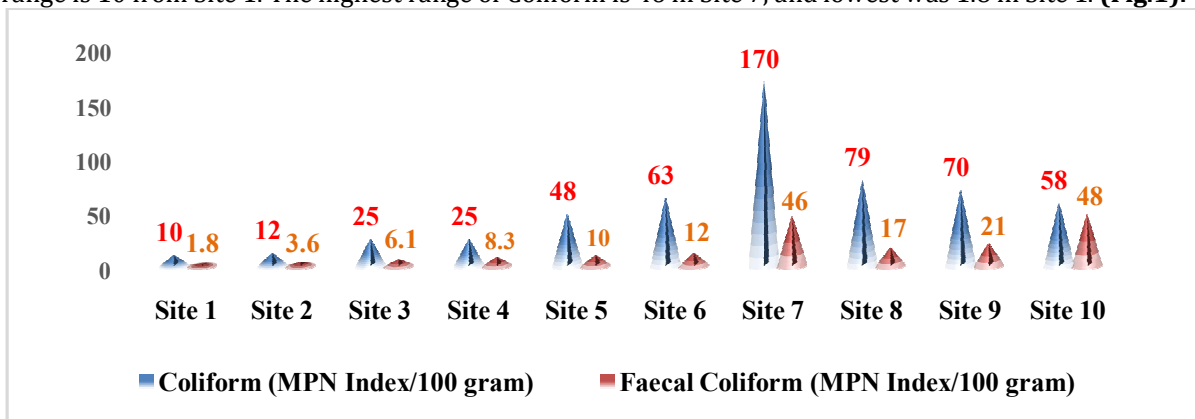 range is 10 from Site 1. The highest range of Coliform is 46 in Site 7, and lowest was 1.8 in Site 1. (Fig.1).
200
150
100
50
0
10 1.8 12 3.6 25 6.1 25 8.3 48 10 63 12 170 46 79 17 70 21 58 48
Site 1 Site 2 Site 3 Site 4 Site 5 Site 6 Site 7 Site 8 Site 9 Site 10
Coliform (MPN Index/100 gram) Faecal Coliform (MPN Index/100 gram)